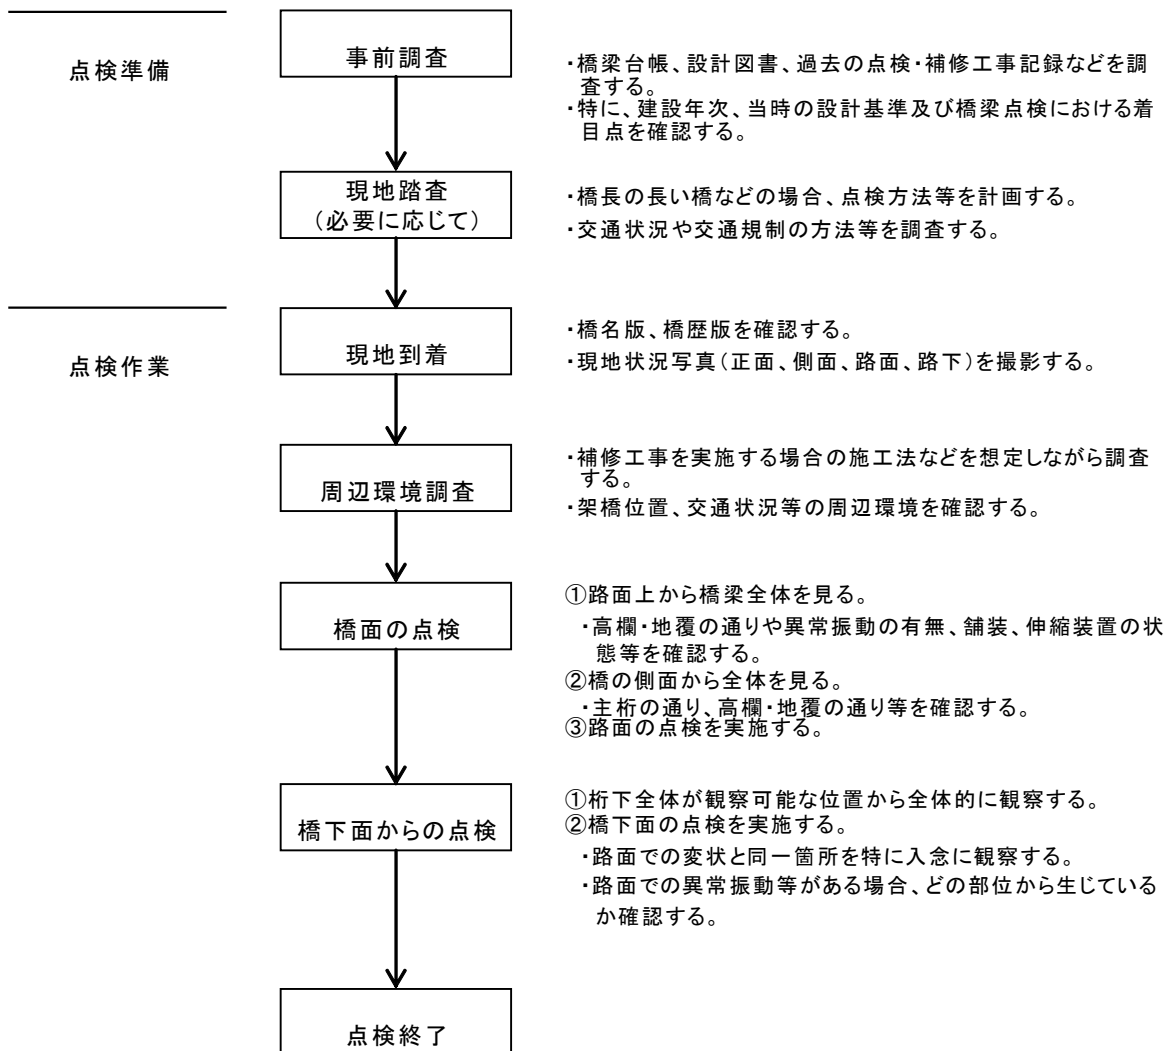 点検準備
事前調査
・橋梁台帳、設計図書、過去の点検・補修工事記録などを調
査する。
・特に、建設年次、当時の設計基準及び橋梁点検における着
目点を確認する。
現地踏査
（必要に応じて）
・橋長の長い橋などの場合、点検方法等を計画する。
・交通状況や交通規制の方法等を調査する。
点検作業
現地到着
・橋名版、橋歴版を確認する。
・現地状況写真（正面、側面、路面、路下）を撮影する。
周辺環境調査
・補修工事を実施する場合の施工法などを想定しながら調査
する。
・架橋位置、交通状況等の周辺環境を確認する。
橋面の点検
①路面上から橋梁全体を見る。
・高欄・地覆の通りや異常振動の有無、舗装、伸縮装置の状
態等を確認する。
②橋の側面から全体を見る。
・主桁の通り、高欄・地覆の通り等を確認する。
③路面の点検を実施する。
橋下面からの点検
①桁下全体が観察可能な位置から全体的に観察する。
②橋下面の点検を実施する。
・路面での変状と同一箇所を特に入念に観察する。
・路面での異常振動等がある場合、どの部位から生じている
か確認する。
点検終了